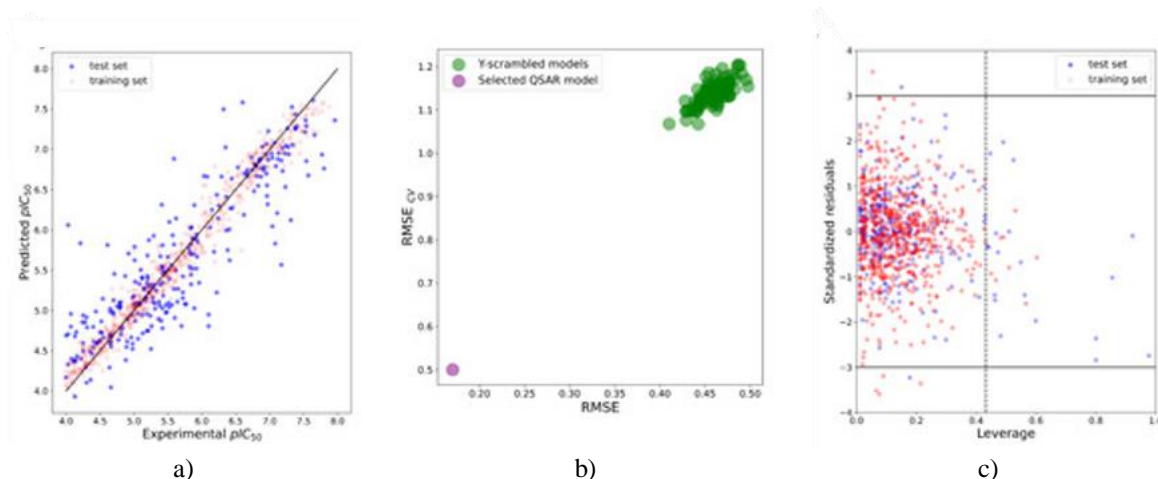 test set
training set
8.0
7.5
7.0
6.5
6.0
5.5
5.0
4.5
4.0
Predicted pIC50
4.0 4.5 5.0 5.5 6.0 6.5 7.0 7.5 8.0
Experimental pIC50
a)
Y-scrambled models
Selected QSAR model
1.2
1.1
1.0
0.9
0.8
0.7
0.6
0.5
RMSE CV
0.20 0.25 0.30 0.35 0.40 0.45 0.50
RMSE
b)
test set
training set
4
3
2
1
0
−1
−2
−3
−4
Standardized residuals
0.0 0.2 0.4 0.6 0.8 1.0
Leverage
c)